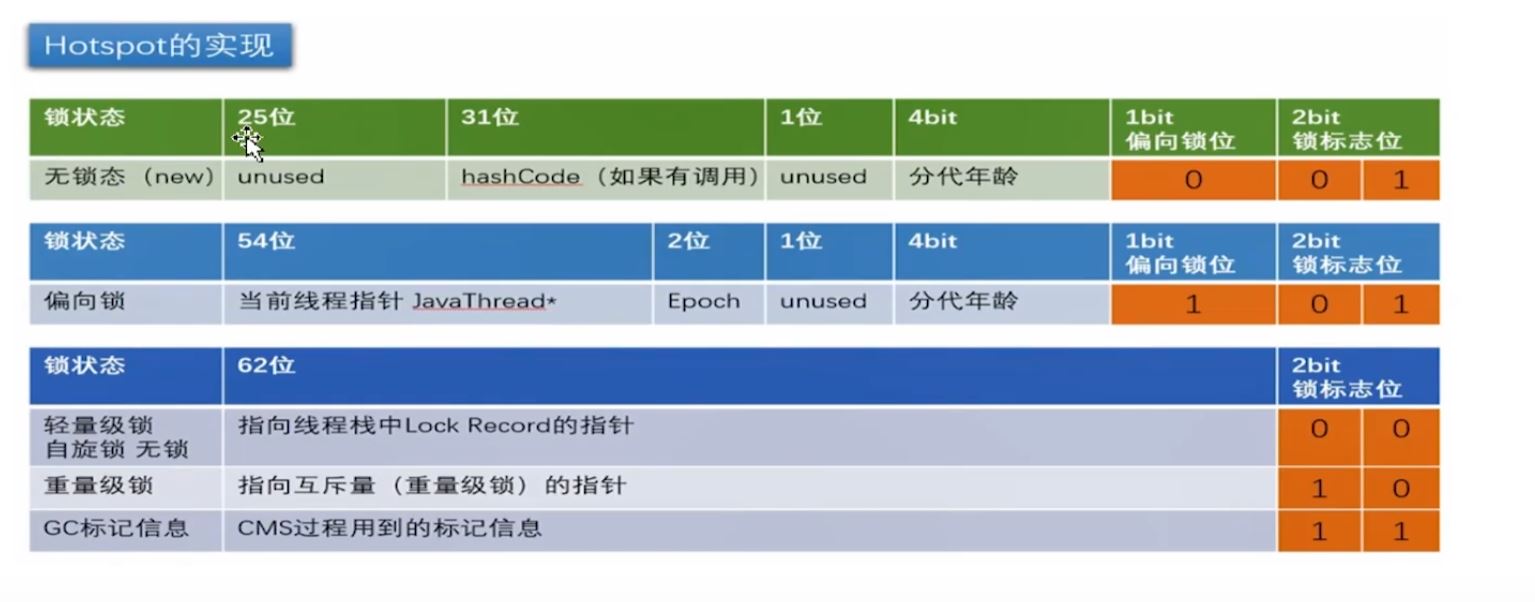 Hotspot的实现
锁状态 25位 31位 1位 4bit 1bit 2bit
偏向锁位 锁标志位
无锁态（new） unused hashCode（如果有调用） unused 分代年龄 0 0 1
锁状态 54位 2位 1位 4bit 1bit 2bit
偏向锁位 锁标志位
偏向锁 当前线程指针 JavaThread* Epoch unused 分代年龄 1 0 1
锁状态 62位 2bit
锁标志位
轻量级锁 指向线程栈中Lock Record的指针 0 0
自旋锁 无锁
重量级锁 指向互斥量（重量级锁）的指针 1 0
GC标记信息 CMS过程用到的标记信息 1 1